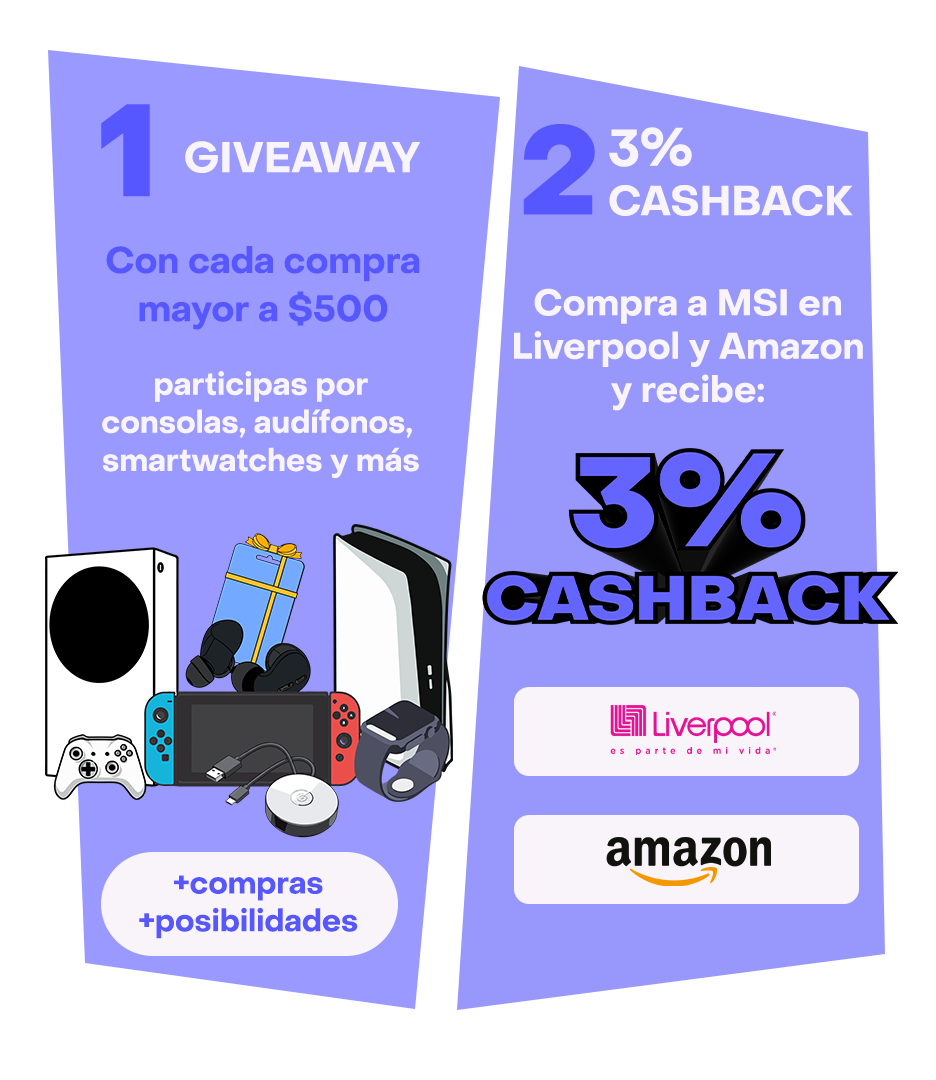 1 GIVEAWAY
Con cada compra
mayor a $500
participas por
consolas, audífonos,
smartwatches y más
+compras
+posibilidades
2 3%
CASHBACK
Compra a MSI en
Liverpool y Amazon
y recibe:
3%
CASHBACK
Liverpool®
es parte de mi vida®
amazon